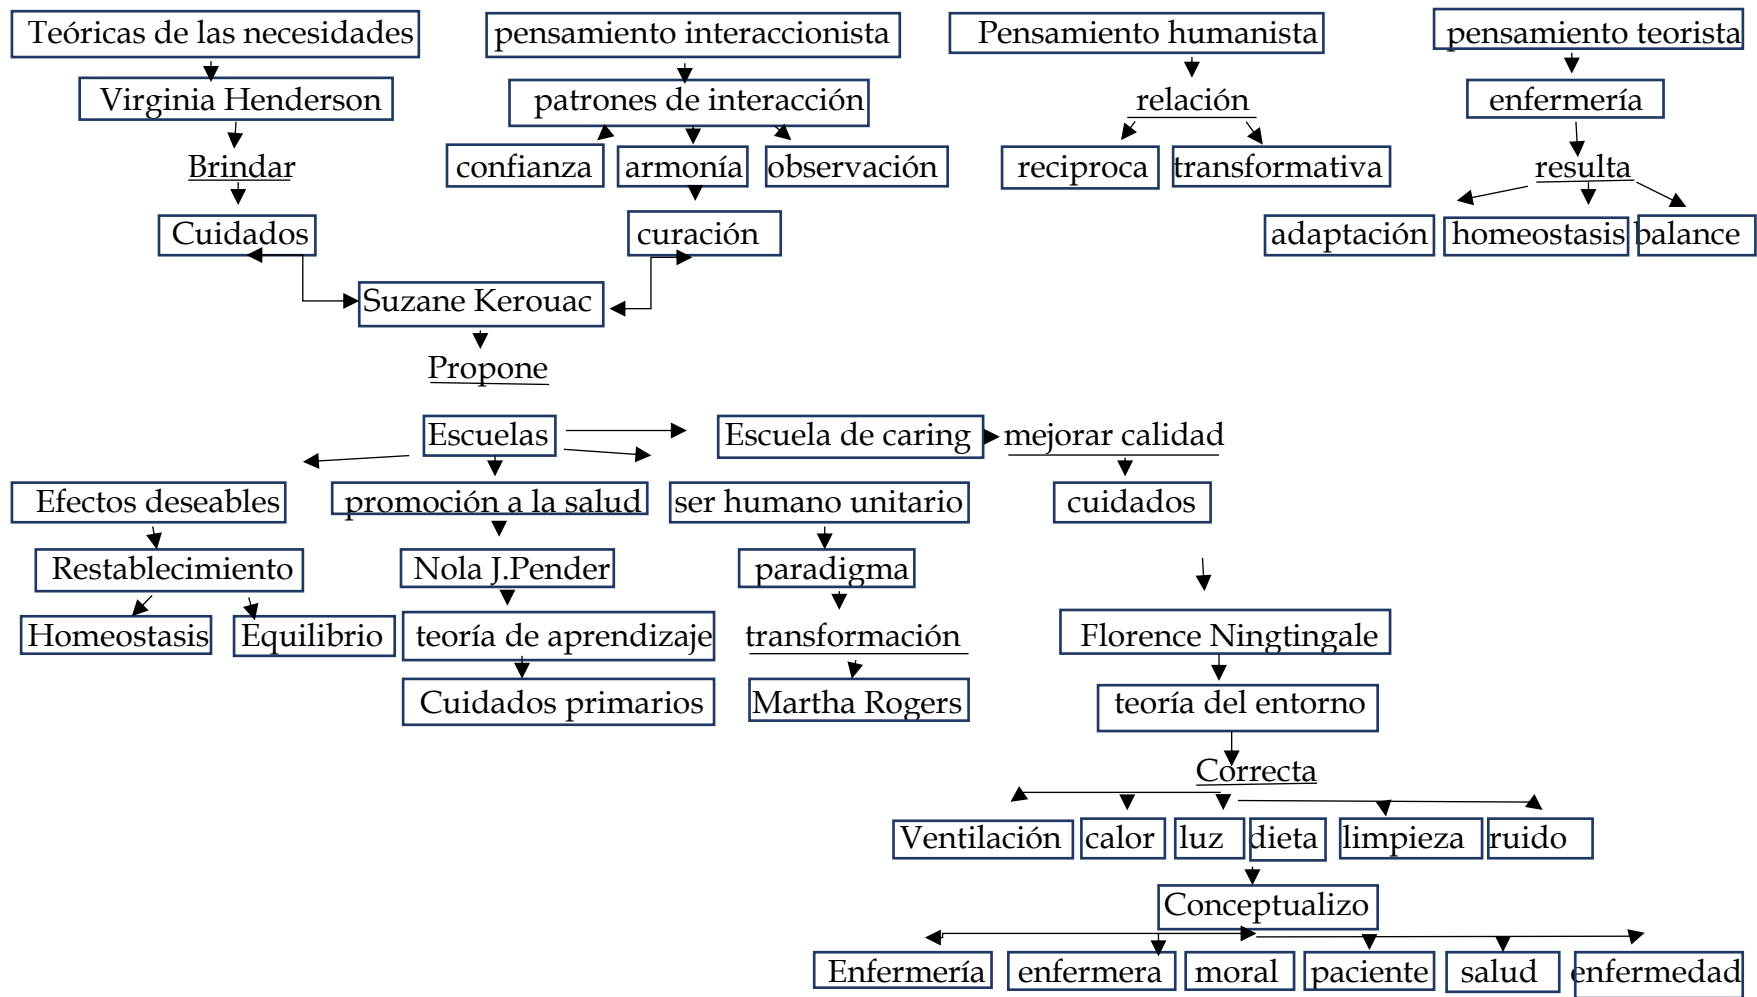 Teóricas de las necesidades
pensamiento interaccionista
Pensamiento humanista
pensamiento teorista
Virginia Henderson
patrones de interacción
relación
enfermería
Brindar
confianza
armonía
observación
reciproca
transformativa
resulta
Cuidados
curación
adaptación
homeostasis
balance
Suzane Kerouac
Propone
Escuelas
Escuela de caring
mejorar calidad
Efectos deseables
promoción a la salud
ser humano unitario
cuidados
Restablecimiento
Nola J.Pender
paradigma
Homeostasis
Equilibrio
teoría de aprendizaje
transformación
Florence Ningtingale
Cuidados primarios
Martha Rogers
teoría del entorno
Correcta
Ventilación
calor
luz
dieta
limpieza
ruido
Conceptualizo
Enfermería
enfermera
moral
paciente
salud
enfermedad